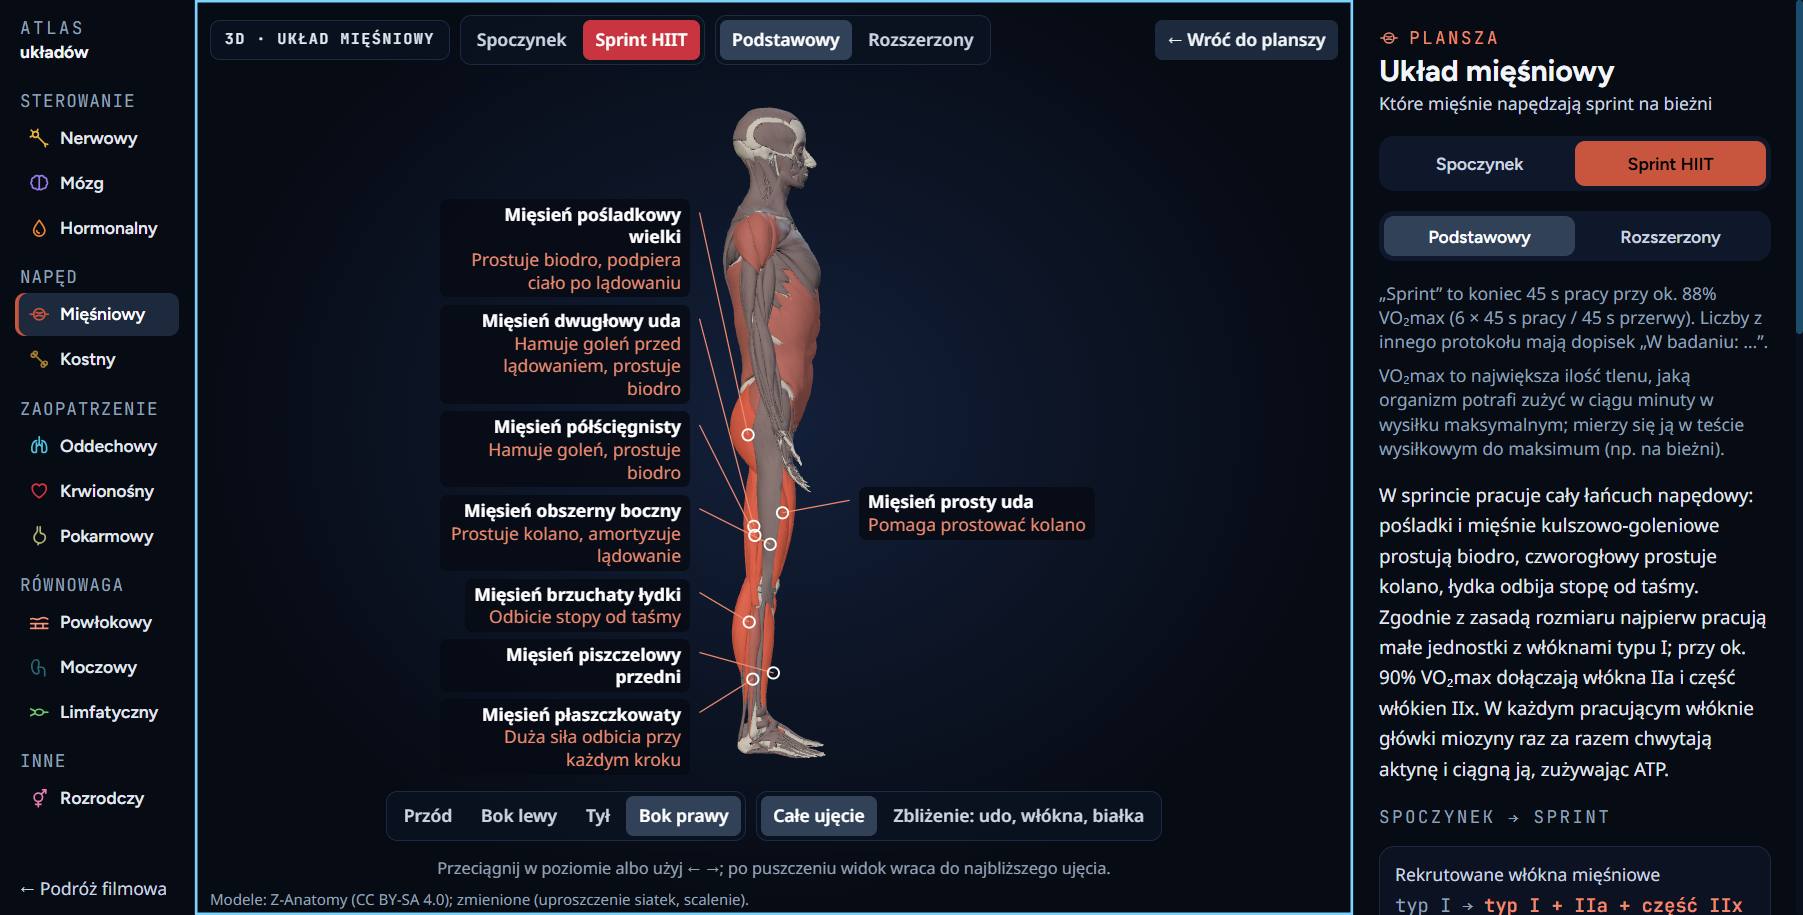 ATLAS
układów
STEROWANIE
Nerwowy
Mózg
Hormonalny
NAPĘD
Mięśniowy
Kostny
ZAOPATRZENIE
Oddechowy
Krwionośny
Pokarmowy
RÓWNOWAGA
Powłokowy
Moczowy
Limfatyczny
INNE
Rozrodczy
← Podróż filmowa
3D · UKŁAD MIĘŚNIOWY
Spoczynek
Sprint HIIT
Podstawowy
Rozszerzony
← Wróć do planszy
Mięsień pośladkowy
wielki
Prostuje biodro, podpiera
ciało po lądowaniu
Mięsień dwugłowy uda
Hamuje goleń przed
lądowaniem, prostuje
biodro
Mięsień półścięgnisty
Hamuje goleń, prostuje
biodro
Mięsień obszerny boczny
Prostuje kolano, amortyzuje
lądowanie
Mięsień brzuchaty łydki
Odbicie stopy od taśmy
Mięsień piszczelowy
przedni
Mięsień płaszczkowaty
Duża siła odbicia przy
każdym kroku
Mięsień prosty uda
Pomaga prostować kolano
Przód
Bok lewy
Tył
Bok prawy
Całe ujęcie
Zbliżenie: udo, włókna, białka
Przeciągnij w poziomie albo użyj ← →; po puszczeniu widok wraca do najbliższego ujęcia.
Modele: Z-Anatomy (CC BY-SA 4.0); zmienione (uproszczenie siatek, scalenie).
PLANSZA
Układ mięśniowy
Które mięśnie napędzają sprint na bieżni
Spoczynek
Sprint HIIT
Podstawowy
Rozszerzony
„Sprint” to koniec 45 s pracy przy ok. 88%
VO₂max (6 × 45 s pracy / 45 s przerwy). Liczby z
innego protokołu mają dopisek „W badaniu: ...”.
VO₂max to największa ilość tlenu, jaką
organizm potrafi zużyć w ciągu minuty w
wysiłku maksymalnym; mierzy się ją w teście
wysiłkowym do maksimum (np. na bieżni).
W sprincie pracuje cały łańcuch napędowy:
pośladki i mięśnie kulszowo-goleniowe
prostują biodro, czworogłowy prostuje
kolano, łydka odbija stopę od taśmy.
Zgodnie z zasadą rozmiaru najpierw pracują
małe jednostki z włóknami typu I; przy ok.
90% VO₂max dołączają włókna IIa i część
włókien IIx. W każdym pracującym włóknie
główki miozyny raz za razem chwytają
aktynę i ciągną ją, zużywając ATP.
SPOCZYNEK → SPRINT
Rekrutowane włókna mięśniowe
typ I → typ I + IIa + część IIx